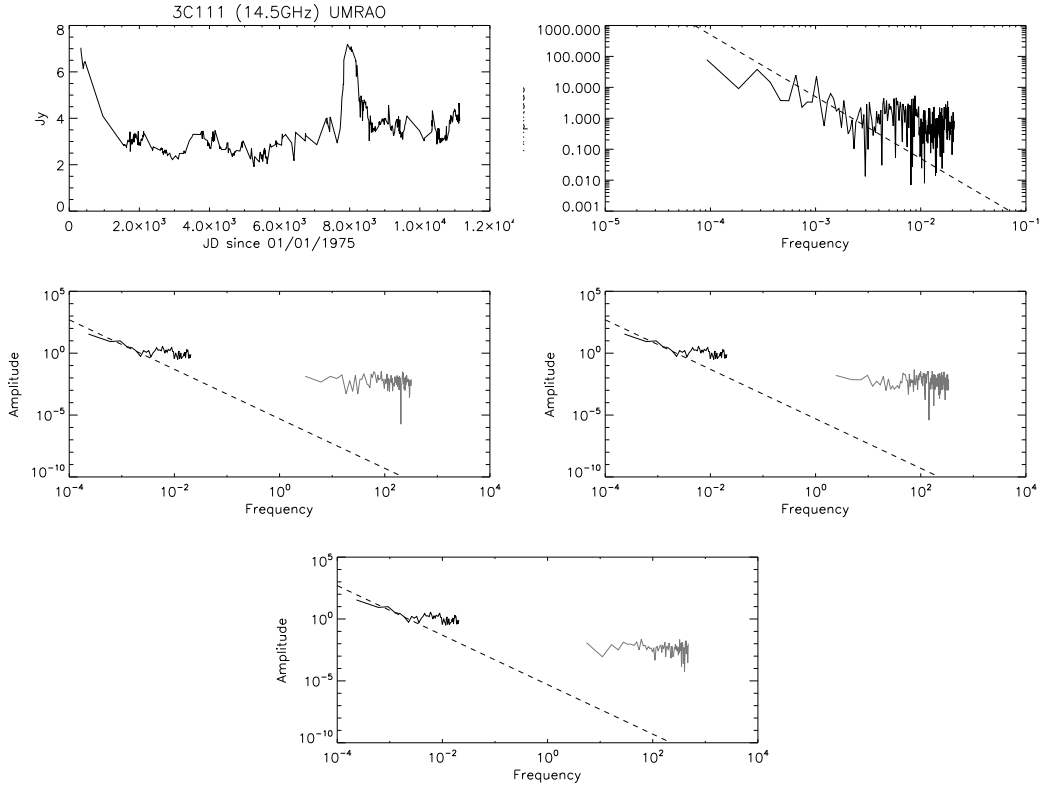 3C111 (14.5GHz) UMRAO
8
6
4
2
0
Jy
0 2.0×10³ 4.0×10³ 6.0×10³ 8.0×10³ 1.0×10⁴ 1.2×10⁴
JD since 01/01/1975
1000.000
100.000
10.000
1.000
0.100
0.010
0.001
10⁻⁵ 10⁻⁴ 10⁻³ 10⁻² 10⁻¹
Frequency
10⁵
10⁰
10⁻⁵
10⁻¹⁰
Amplitude
10⁻⁴ 10⁻² 10⁰ 10² 10⁴
Frequency
10⁵
10⁰
10⁻⁵
10⁻¹⁰
Amplitude
10⁻⁴ 10⁻² 10⁰ 10² 10⁴
Frequency
10⁵
10⁰
10⁻⁵
10⁻¹⁰
Amplitude
10⁻⁴ 10⁻² 10⁰ 10² 10⁴
Frequency